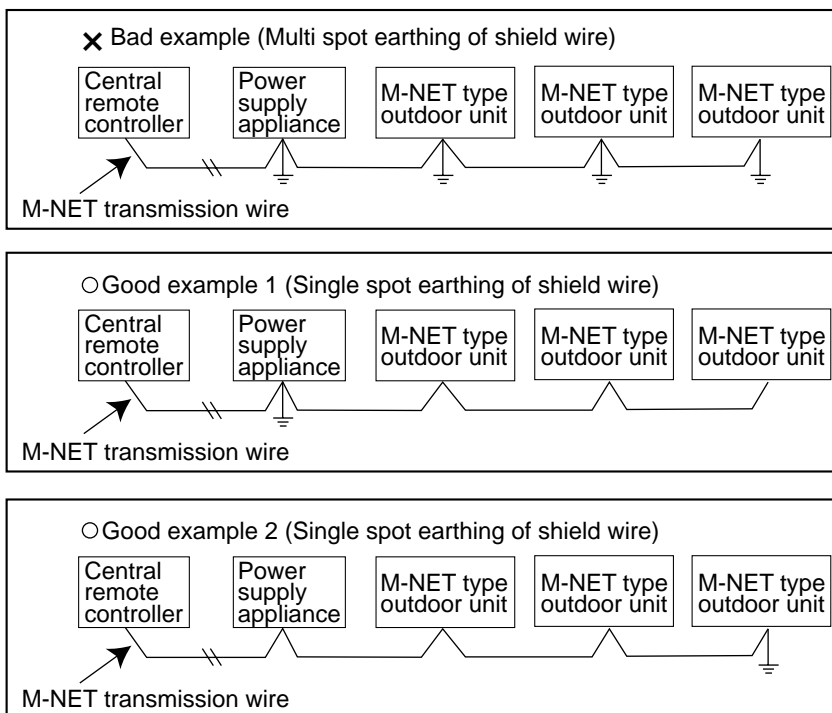 × Bad example (Multi spot earthing of shield wire)
Central
remote
controller
Power
supply
appliance
M-NET type
outdoor unit
M-NET type
outdoor unit
M-NET type
outdoor unit
M-NET transmission wire
○Good example 1 (Single spot earthing of shield wire)
Central
remote
controller
Power
supply
appliance
M-NET type
outdoor unit
M-NET type
outdoor unit
M-NET type
outdoor unit
M-NET transmission wire
○Good example 2 (Single spot earthing of shield wire)
Central
remote
controller
Power
supply
appliance
M-NET type
outdoor unit
M-NET type
outdoor unit
M-NET type
outdoor unit
M-NET transmission wire